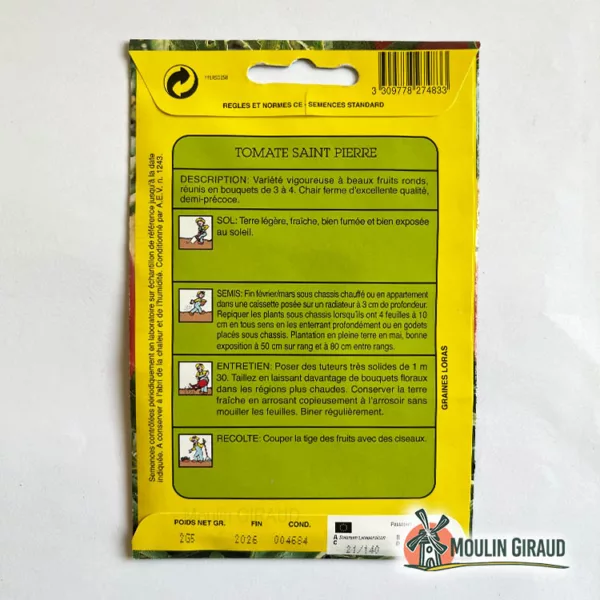 YPLRSD258
3 309778 274833
REGLES ET NORMES CE - SEMENCES STANDARD
TOMATE SAINT PIERRE
DESCRIPTION: Variété vigoureuse à beaux fruits ronds,
réunis en bouquets de 3 à 4. Chair ferme d'excellente qualité,
demi-précoce.
SOL: Terre légère, fraîche, bien fumée et bien exposée
au soleil.
SEMIS: Fin février/mars sous chassis chauffé ou en appartement
dans une caissette posée sur un radiateur à 3 cm de profondeur.
Repiquer les plants sous chassis lorsqu'ils ont 4 feuilles à 10
cm en tous sens en les enterrant profondément ou en godets
placés sous chassis. Plantation en pleine terre en mai, bonne
exposition à 50 cm sur rang et à 80 cm entre rangs.
ENTRETIEN: Poser des tuteurs très solides de 1 m
30. Taillez en laissant davantage de bouquets floraux
dans les régions plus chaudes. Conserver la terre
fraîche en arrosant copieusement à l'arrosoir sans
mouiller les feuilles. Biner régulièrement.
RECOLTE: Couper la tige des fruits avec des ciseaux.
Semences contrôlées périodiquement en laboratoire sur échantillon de référence jusqu'à la date
indiquée. A conserver à l'abri de la chaleur et de l'humidité. Conditionné par A.E.V. n. 1243.
GRAINES LORAS
POIDS NET GR. FIN COND.
2G5 2026 004684
A
C 21/140
MOULIN GIRAUD
MOULIN GIRAUD